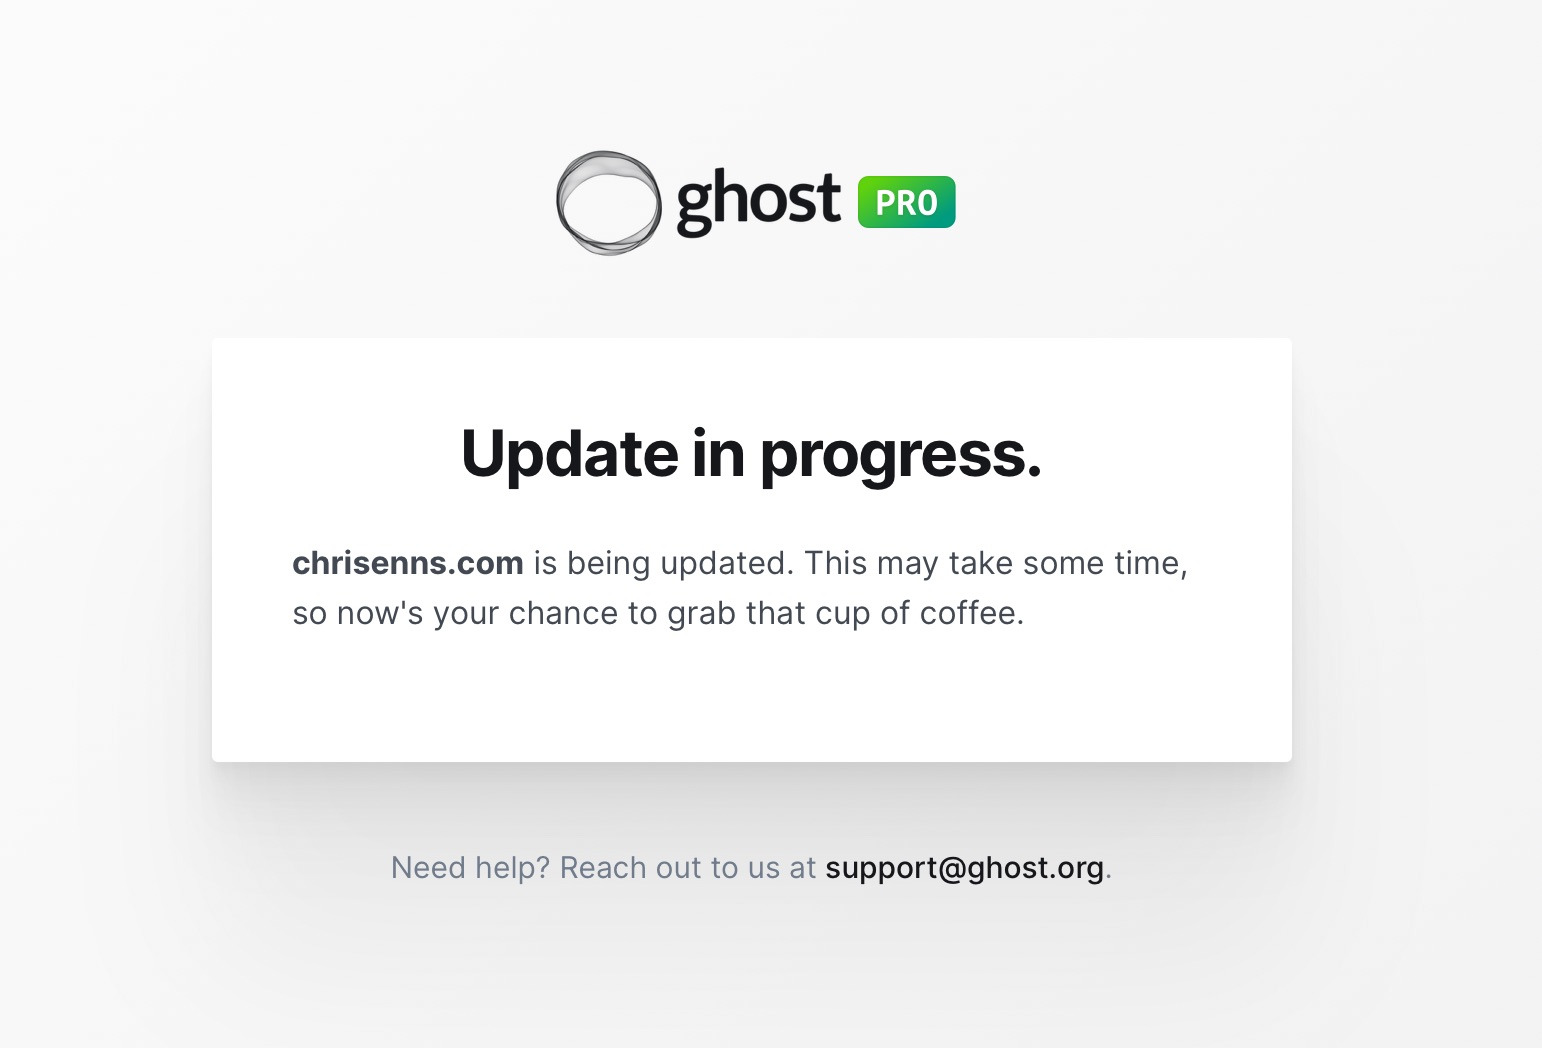 ghost PRO
Update in progress.
chrisenns.com is being updated. This may take some time,
so now's your chance to grab that cup of coffee.
Need help? Reach out to us at support@ghost.org.